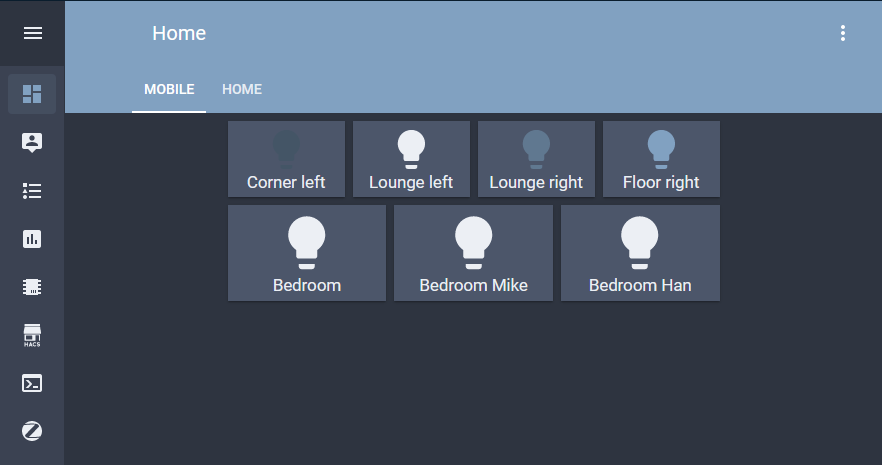 Home
MOBILE HOME
Corner left Lounge left Lounge right Floor right
Bedroom Bedroom Mike Bedroom Han
HACS